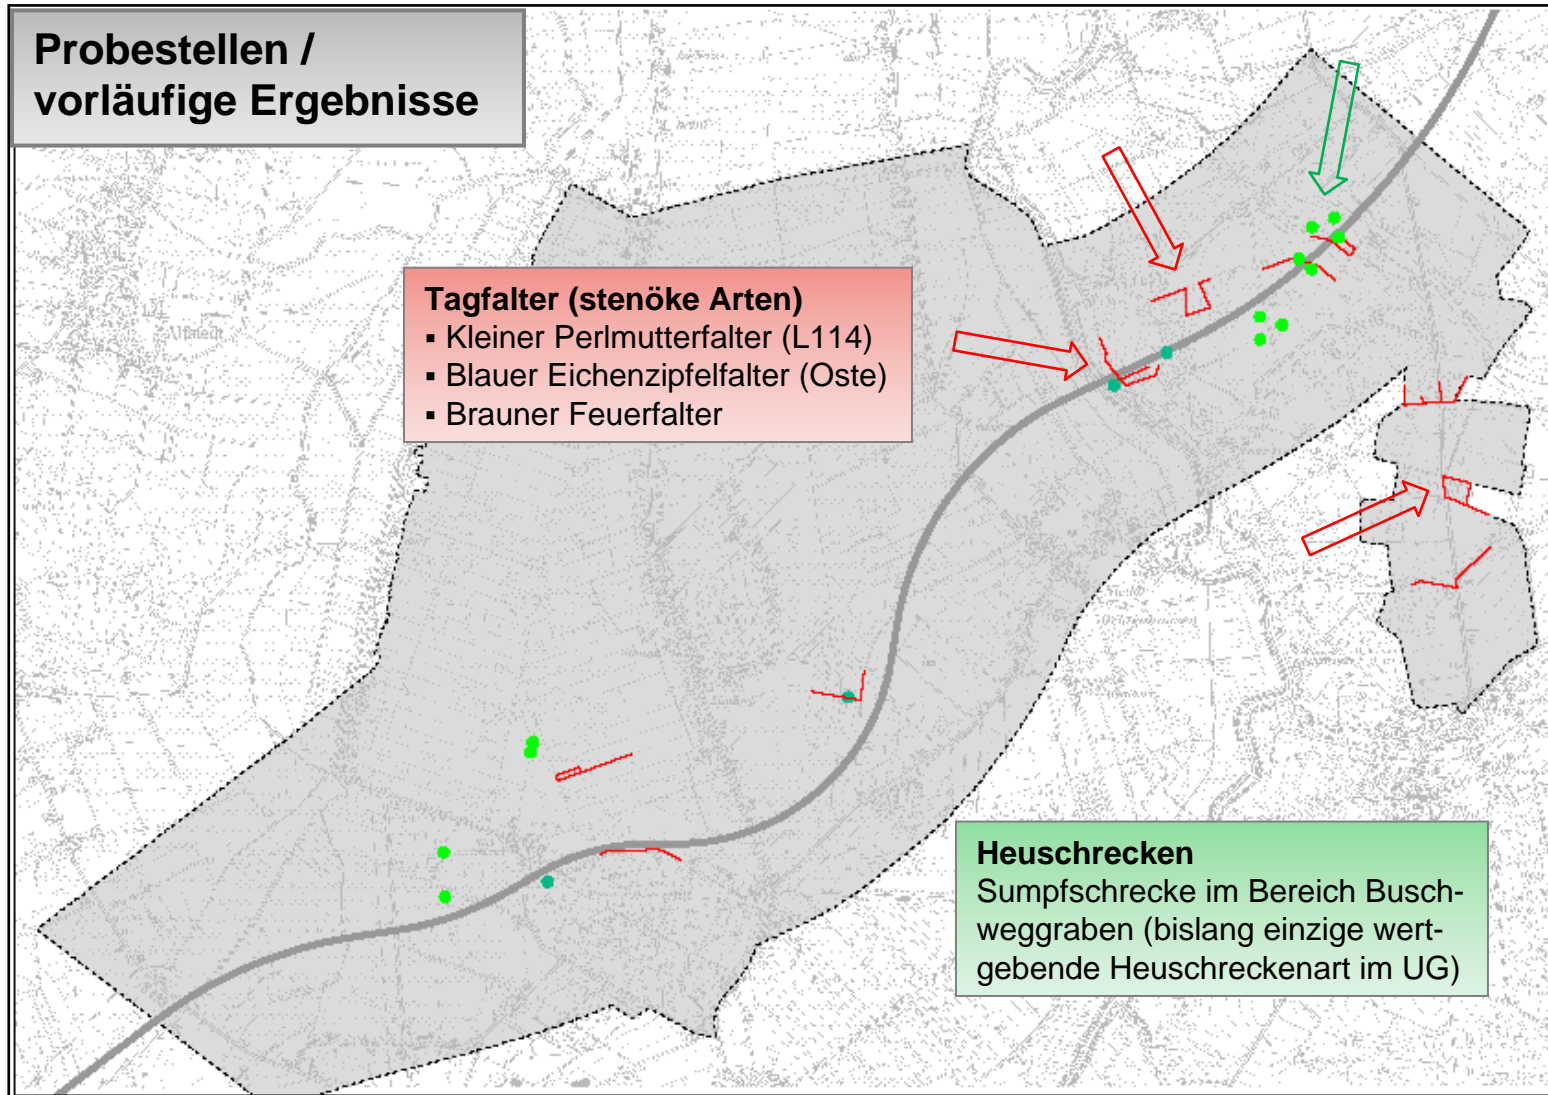 Probestellen /
vorläufige Ergebnisse
Tagfalter (stenöke Arten)
▪ Kleiner Perlmutterfalter (L114)
▪ Blauer Eichenzipfelfalter (Oste)
▪ Brauner Feuerfalter
Heuschrecken
Sumpfschrecke im Bereich Busch-
weggraben (bislang einzige wert-
gebende Heuschreckenart im UG)